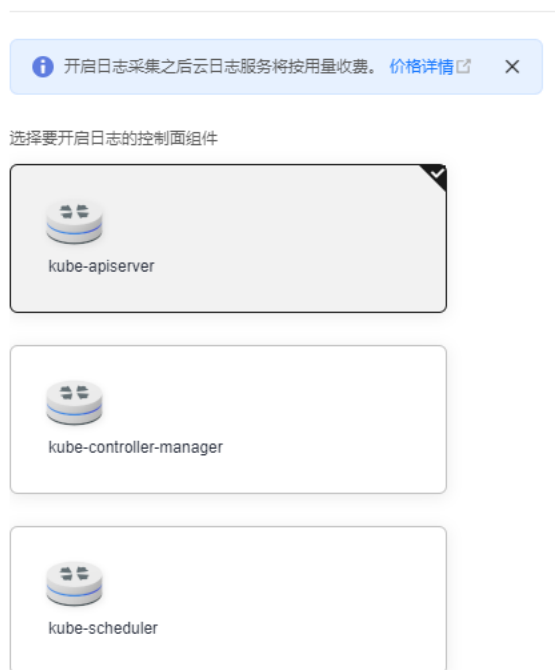 开启日志采集之后云日志服务将按用量收费。 价格详情
选择要开启日志的控制面组件
kube-apiserver
kube-controller-manager
kube-scheduler